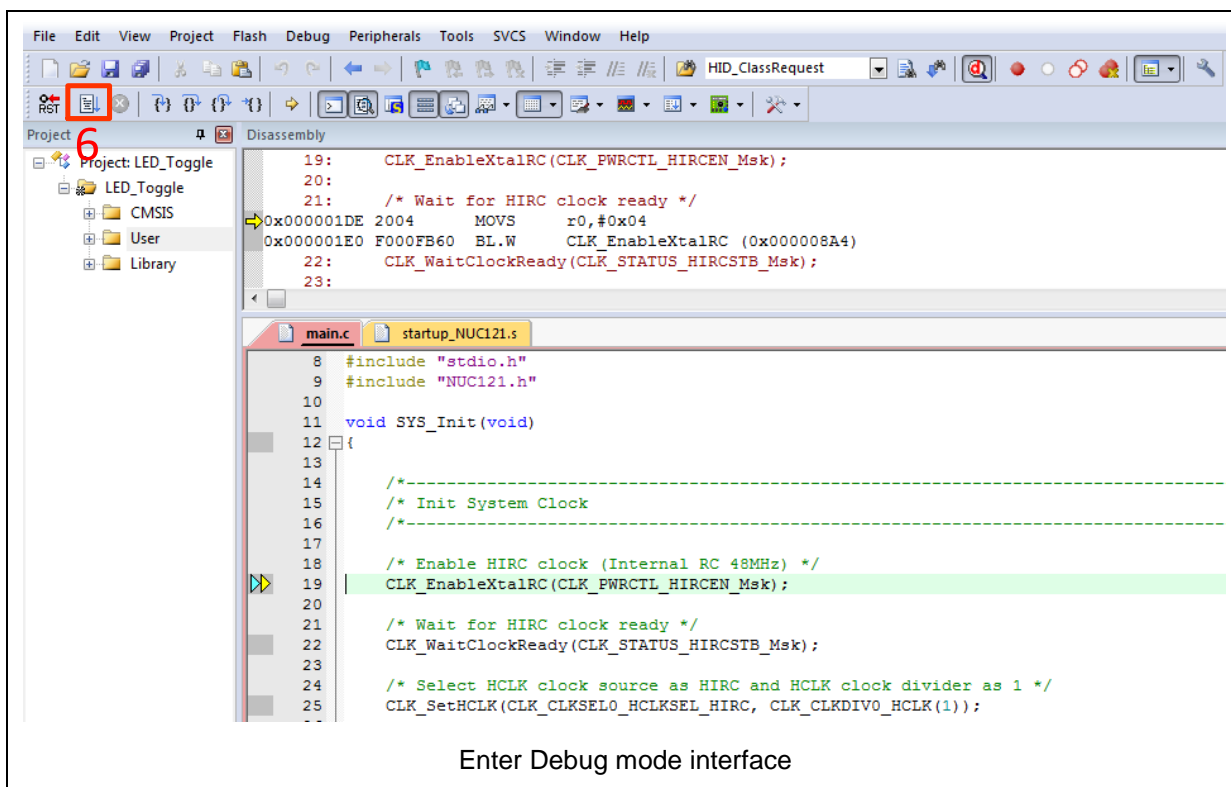 File Edit View Project Flash Debug Peripherals Tools SVCS Window Help
HID_ClassRequest
RST
6
Project
Project: LED_Toggle
LED_Toggle
CMSIS
User
Library
Disassembly
19: CLK_EnableXtalRC(CLK_PWRCTL_HIRCEN_Msk);
20:
21: /* Wait for HIRC clock ready */
0x000001DE 2004 MOVS r0,#0x04
0x000001E0 F000FB60 BL.W CLK_EnableXtalRC (0x000008A4)
22: CLK_WaitClockReady(CLK_STATUS_HIRCSTB_Msk);
23:
main.c startup_NUC121.s
8 #include "stdio.h"
9 #include "NUC121.h"
10
11 void SYS_Init(void)
12 {
13
14 /*---------------------------------------------------------------------------------
15 /* Init System Clock
16 /*---------------------------------------------------------------------------------
17
18 /* Enable HIRC clock (Internal RC 48MHz) */
19 CLK_EnableXtalRC(CLK_PWRCTL_HIRCEN_Msk);
20
21 /* Wait for HIRC clock ready */
22 CLK_WaitClockReady(CLK_STATUS_HIRCSTB_Msk);
23
24 /* Select HCLK clock source as HIRC and HCLK clock divider as 1 */
25 CLK_SetHCLK(CLK_CLKSEL0_HCLKSEL_HIRC, CLK_CLKDIV0_HCLK(1));
Enter Debug mode interface